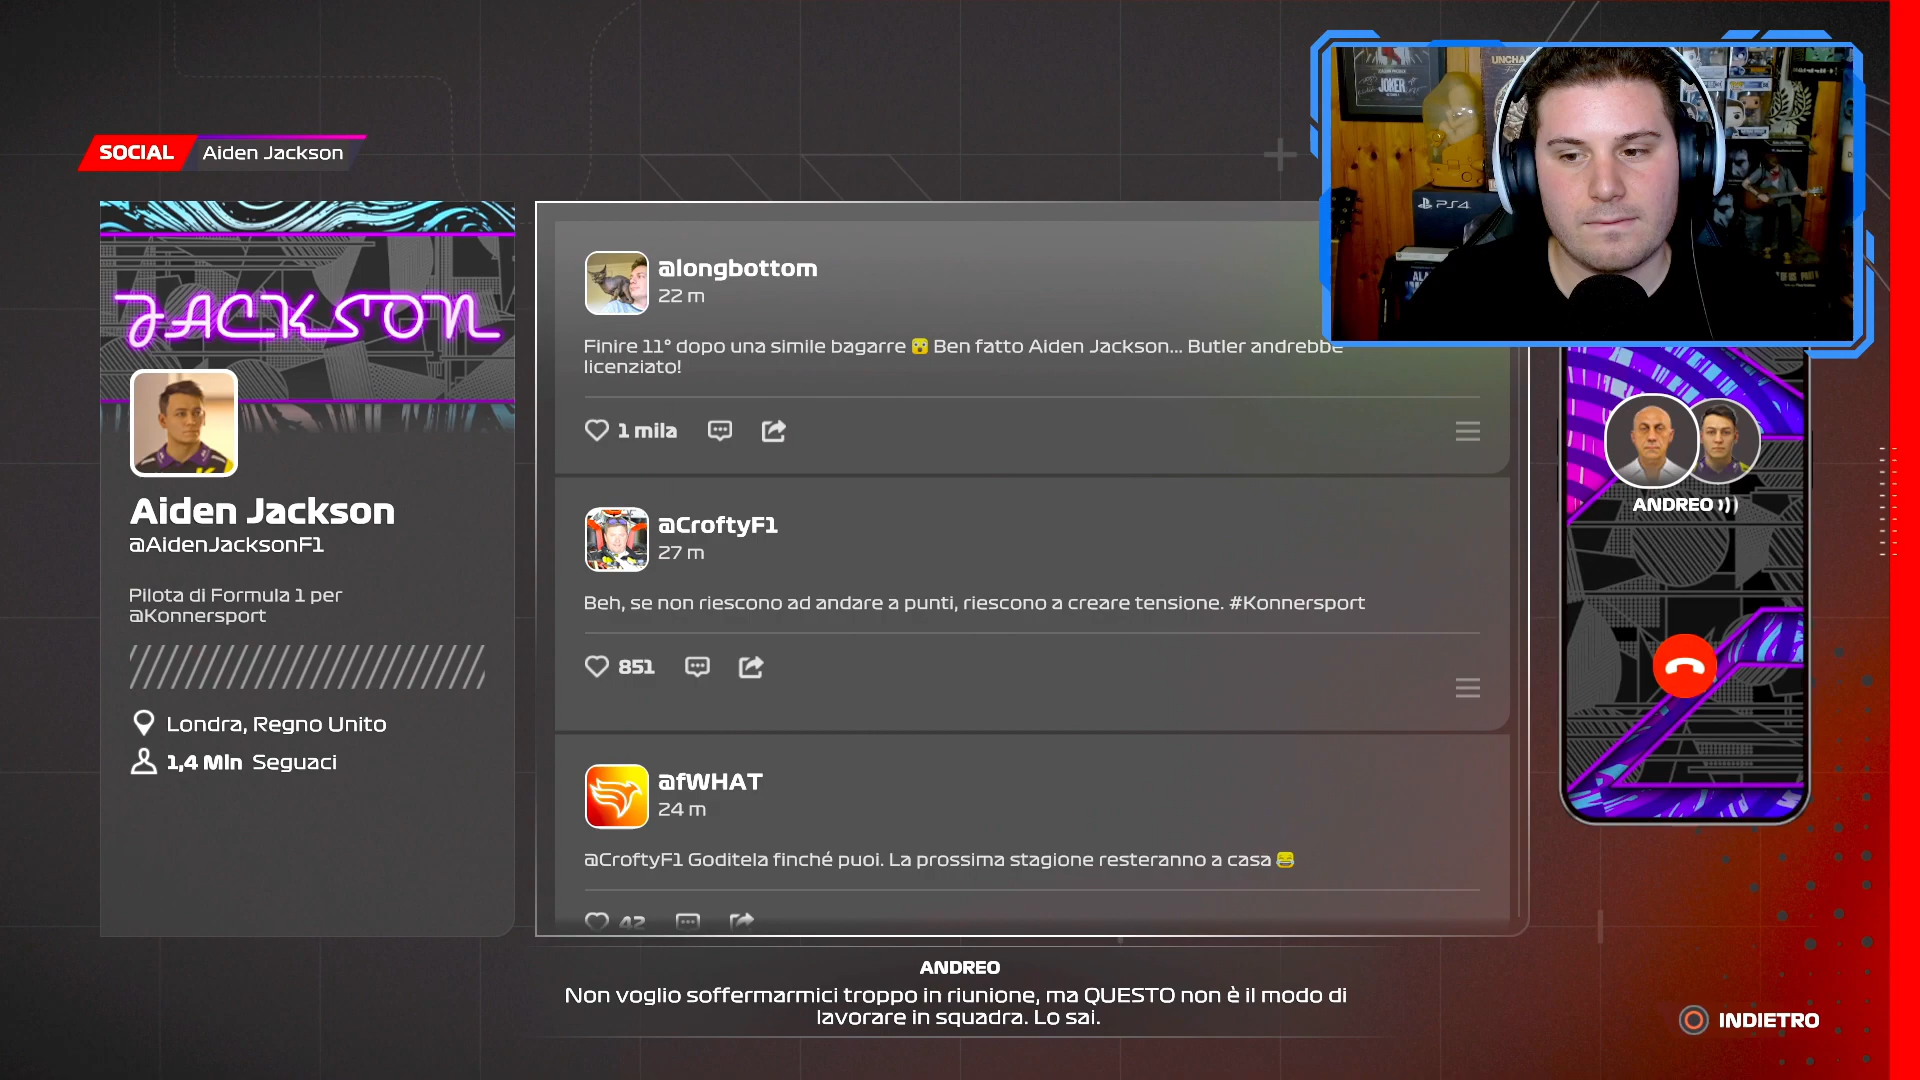 SOCIAL Aiden Jackson
JACKSON
Aiden Jackson
@AidenJacksonF1
Pilota di Formula 1 per
@Konnersport
Londra, Regno Unito
1,4 Mln Seguaci
@longbottom
22 m
Finire 11° dopo una simile bagarre 😲 Ben fatto Aiden Jackson... Butler andrebbe
licenziato!
1 mila
@CroftyF1
27 m
Beh, se non riescono ad andare a punti, riescono a creare tensione. #Konnersport
851
@fWHAT
24 m
@CroftyF1 Goditela finché puoi. La prossima stagione resteranno a casa 😂
42
JOKER
UNCHA
PS4
ANDREO
ANDREO
Non voglio soffermarmici troppo in riunione, ma QUESTO non è il modo di
lavorare in squadra. Lo sai.
INDIETRO